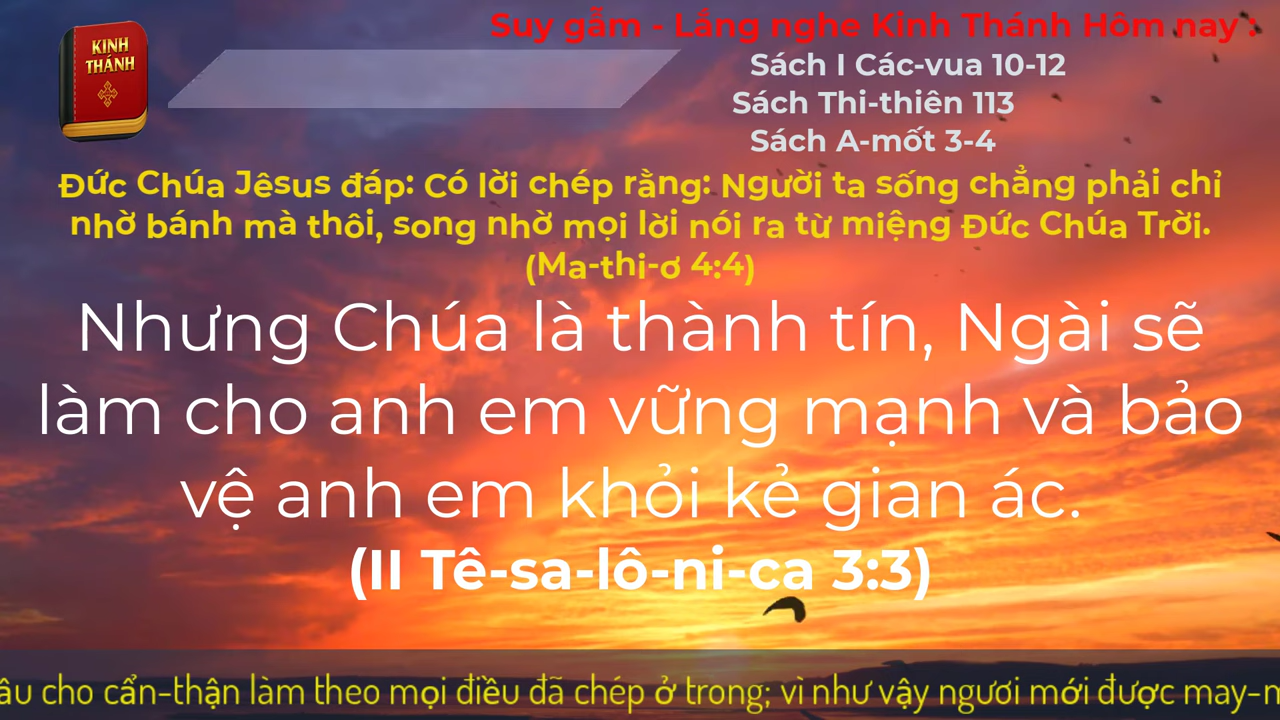 KINH
THÁNH
Suy gẫm - Lắng nghe Kinh Thánh Hôm nay :
Sách I Các-vua 10-12
Sách Thi-thiên 113
Sách A-mốt 3-4
Đức Chúa Jêsus đáp: Có lời chép rằng: Người ta sống chẳng phải chỉ
nhờ bánh mà thôi, song nhờ mọi lời nói ra từ miệng Đức Chúa Trời.
(Ma-thi-ơ 4:4)
Nhưng Chúa là thành tín, Ngài sẽ
làm cho anh em vững mạnh và bảo
vệ anh em khỏi kẻ gian ác.
(II Tê-sa-lô-ni-ca 3:3)
cho cẩn-thận làm theo mọi điều đã chép ở trong; vì như vậy ngươi mới được